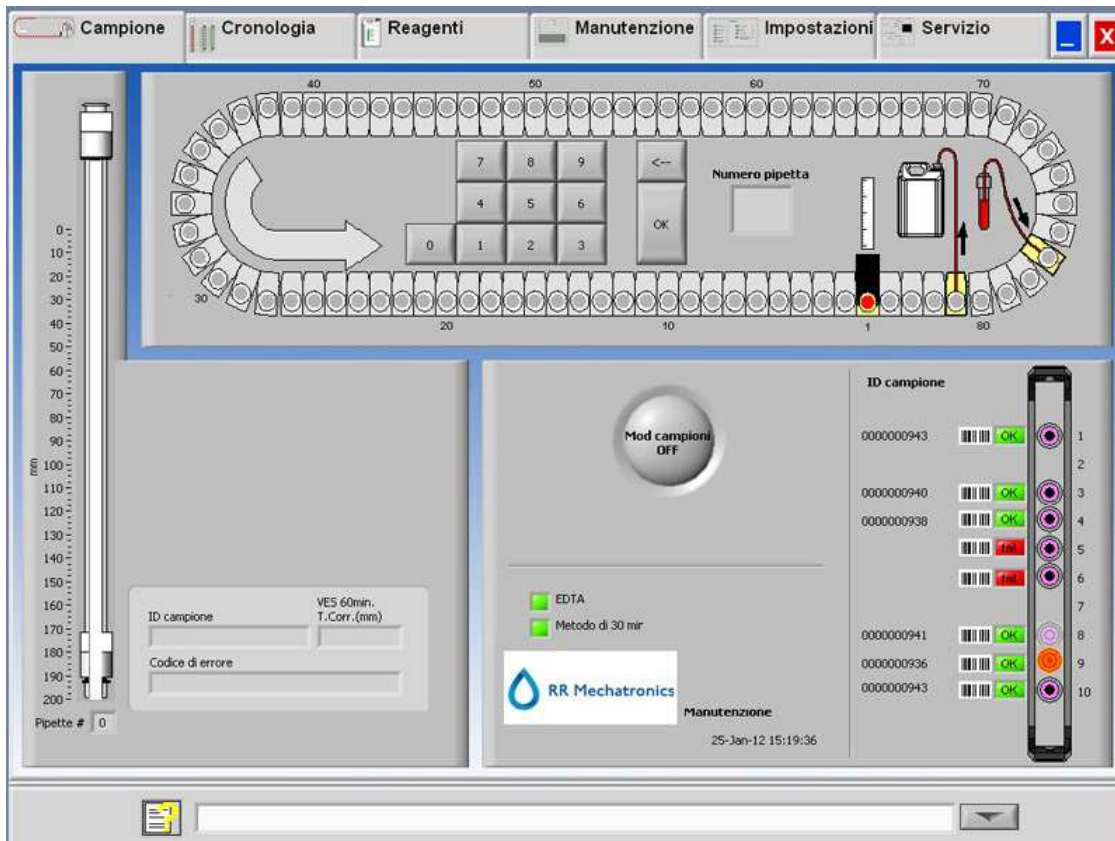 Campione
Cronologia
Reagenti
Manutenzione
Impostazioni
Servizio
_
X
40
50
60
70
7
8
9
<--
Numero pipetta
4
5
6
OK
0
1
2
3
30
20
10
1
80
0
10
20
30
40
50
60
70
80
90
mm
100
110
120
130
140
150
160
170
180
190
200
Pipette # 0
ID campione
VES 60min.
T.Corr.(mm)
Codice di errore
Mod campioni
OFF
EDTA
Metodo di 30 mir
RR Mechatronics
Manutenzione
25-Jan-12 15:19:36
ID campione
0000000943 OK 1
2
0000000940 OK 3
0000000938 OK 4
5
6
7
0000000941 OK 8
0000000936 OK 9
0000000943 OK 10